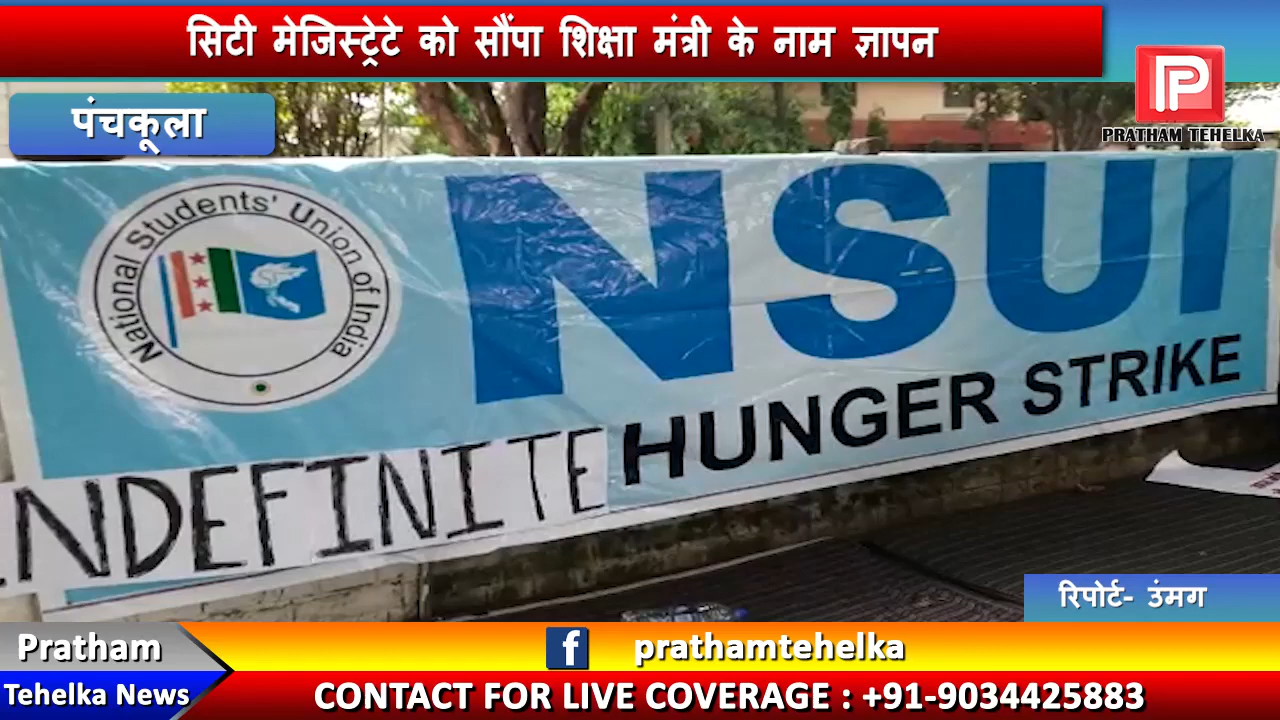 सिटी मेजिस्ट्रेटे को सौंपा शिक्षा मंत्री के नाम ज्ञापन
पंचकूला
PRATHAM TEHELKA
National Students' Union of India
NSUI
INDEFINITE HUNGER STRIKE
रिपोर्ट- उंमग
Pratham
Tehelka News
f prathamtehelka
CONTACT FOR LIVE COVERAGE : +91-9034425883